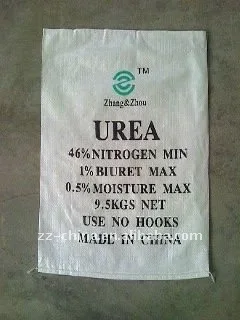 TM
Zhang&Zhou
UREA
46%NITROGEN MIN
1%BIURET MAX
0.5%MOISTURE MAX
9.5KGS NET
USE NO HOOKS
MADE IN CHINA